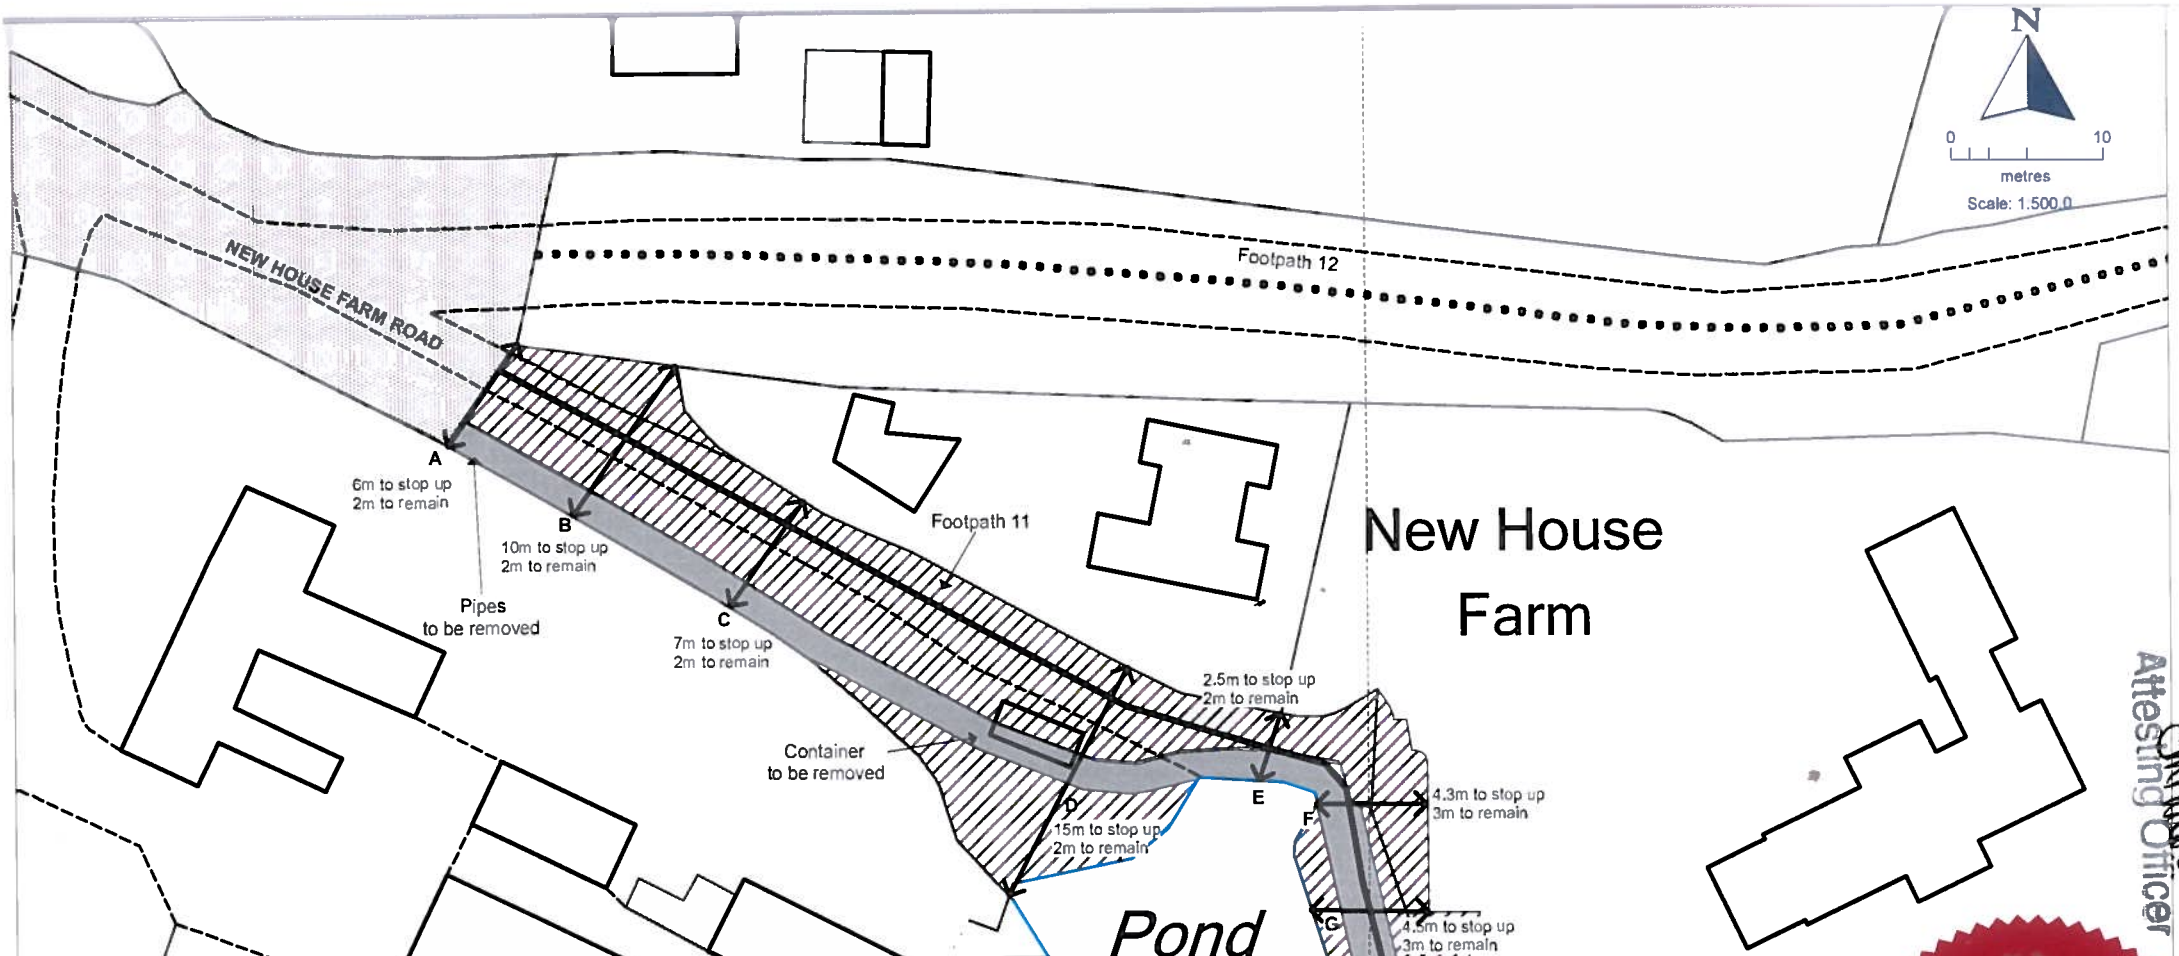 N
0 10
metres
Scale: 1:500.0
Footpath 12
NEW HOUSE FARM ROAD
A
6m to stop up
2m to remain
B
10m to stop up
2m to remain
Pipes
to be removed
C
7m to stop up
2m to remain
Footpath 11
New House
Farm
2.5m to stop up
2m to remain
Container
to be removed
D
15m to stop up
2m to remain
E
F
4.3m to stop up
3m to remain
G
4.5m to stop up
3m to remain
Pond
Attesting Officer